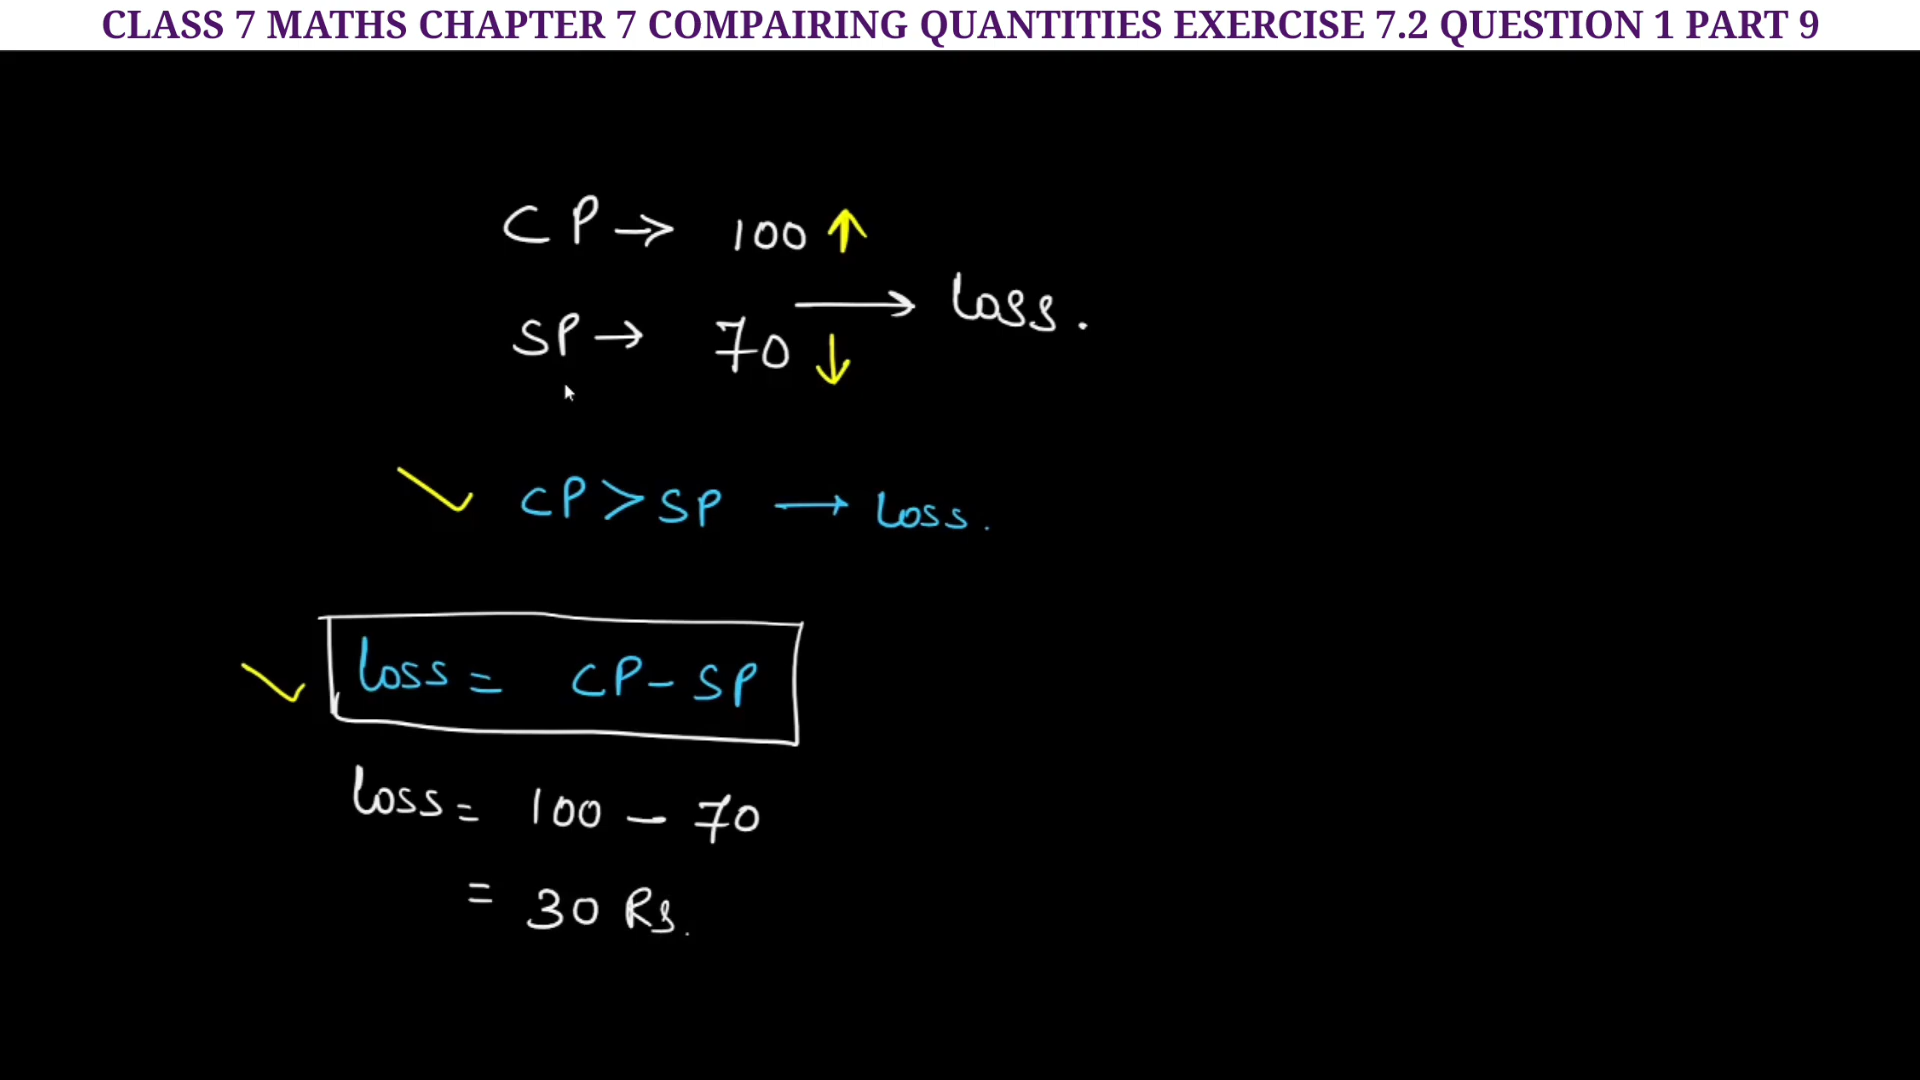 CLASS 7 MATHS CHAPTER 7 COMPAIRING QUANTITIES EXERCISE 7.2 QUESTION 1 PART 9
CP → 100 ↑
→ loss.
SP → 70 ↓
✓ CP > SP → loss.
✓ loss = CP - SP
loss = 100 - 70
= 30 Rs.